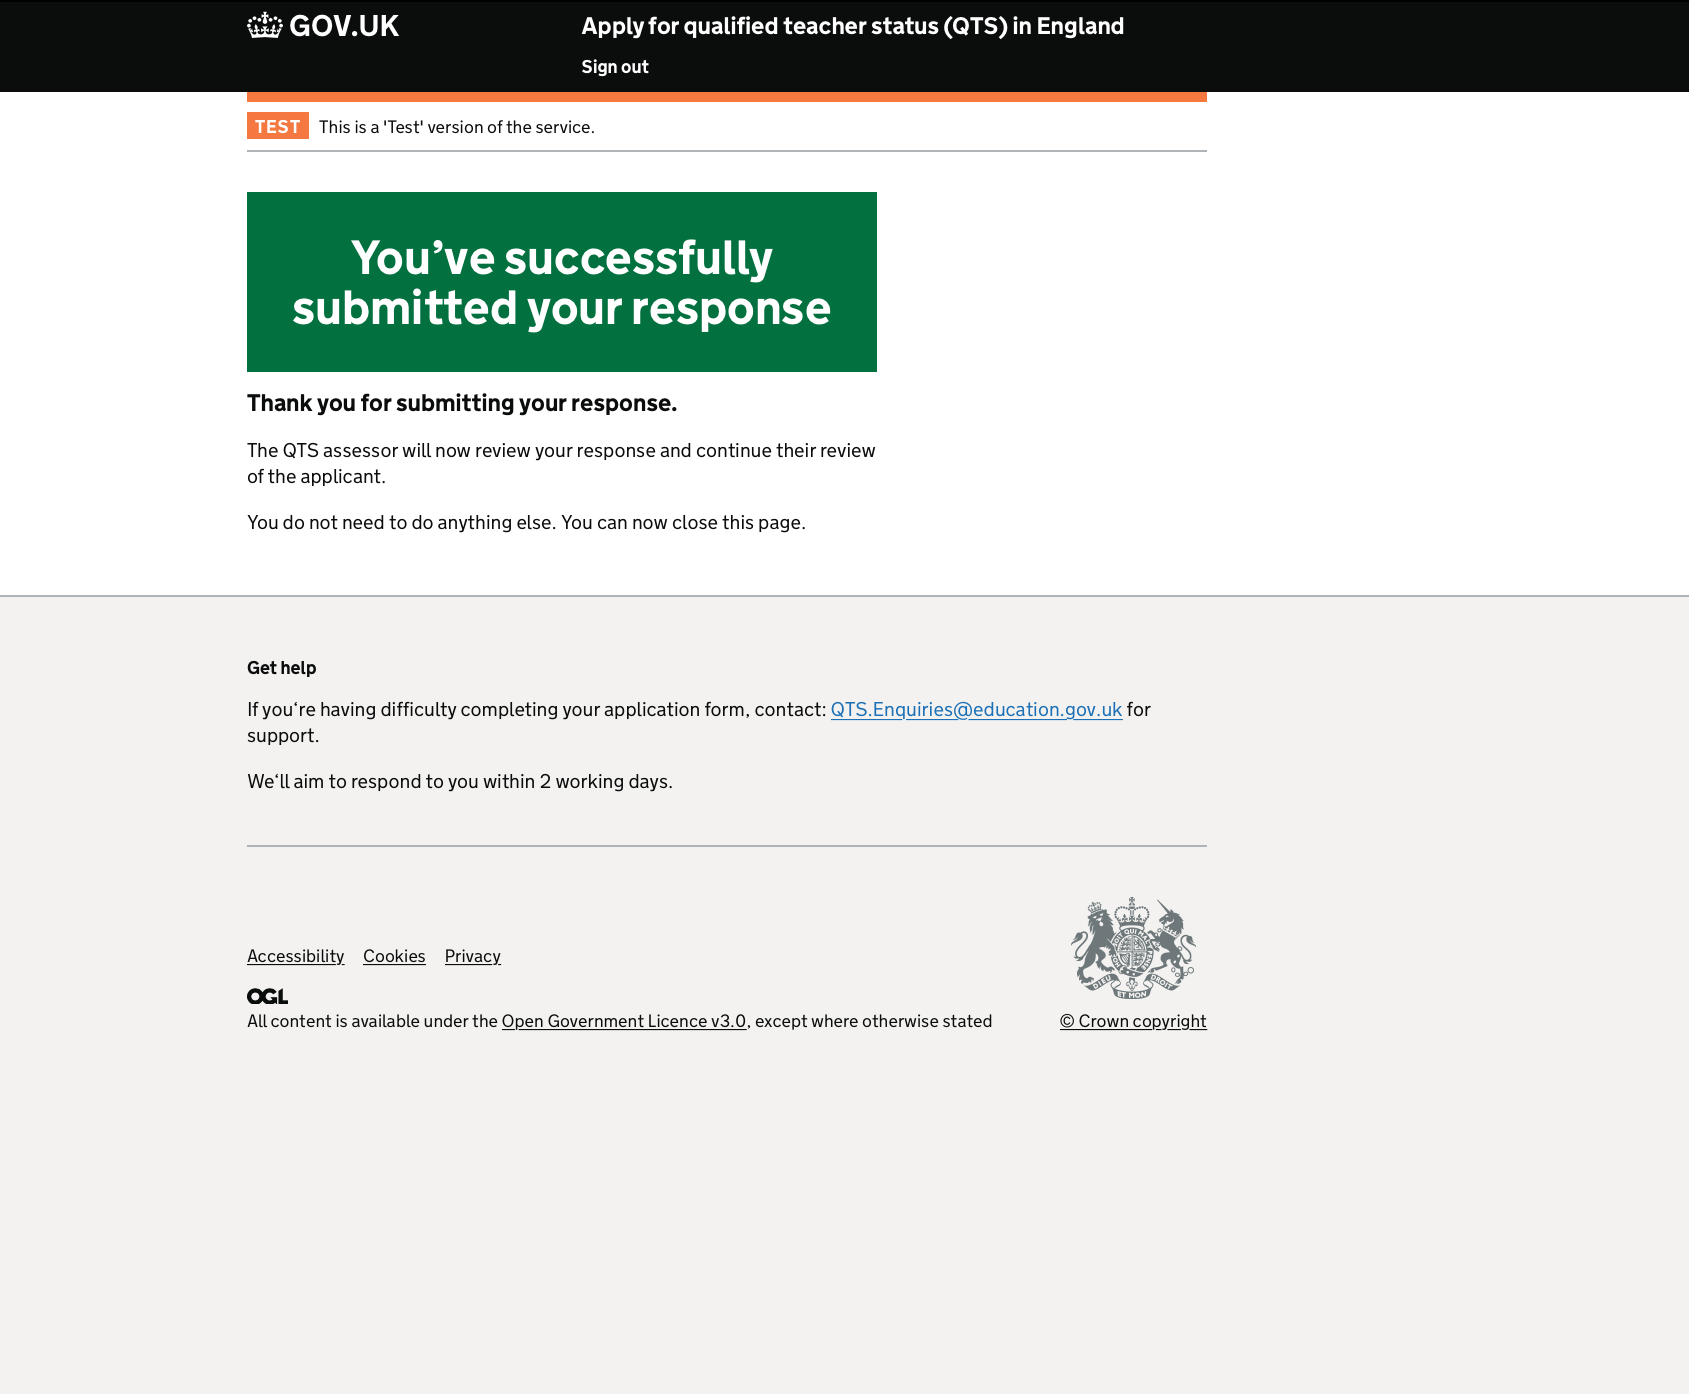 GOV.UK
Apply for qualified teacher status (QTS) in England
Sign out
TEST This is a 'Test' version of the service.
You’ve successfully
submitted your response
Thank you for submitting your response.
The QTS assessor will now review your response and continue their review
of the applicant.
You do not need to do anything else. You can now close this page.
Get help
If you‘re having difficulty completing your application form, contact: QTS.Enquiries@education.gov.uk for
support.
We‘ll aim to respond to you within 2 working days.
Accessibility Cookies Privacy
OGL
All content is available under the Open Government Licence v3.0, except where otherwise stated
DIEU ET MON DROIT
© Crown copyright